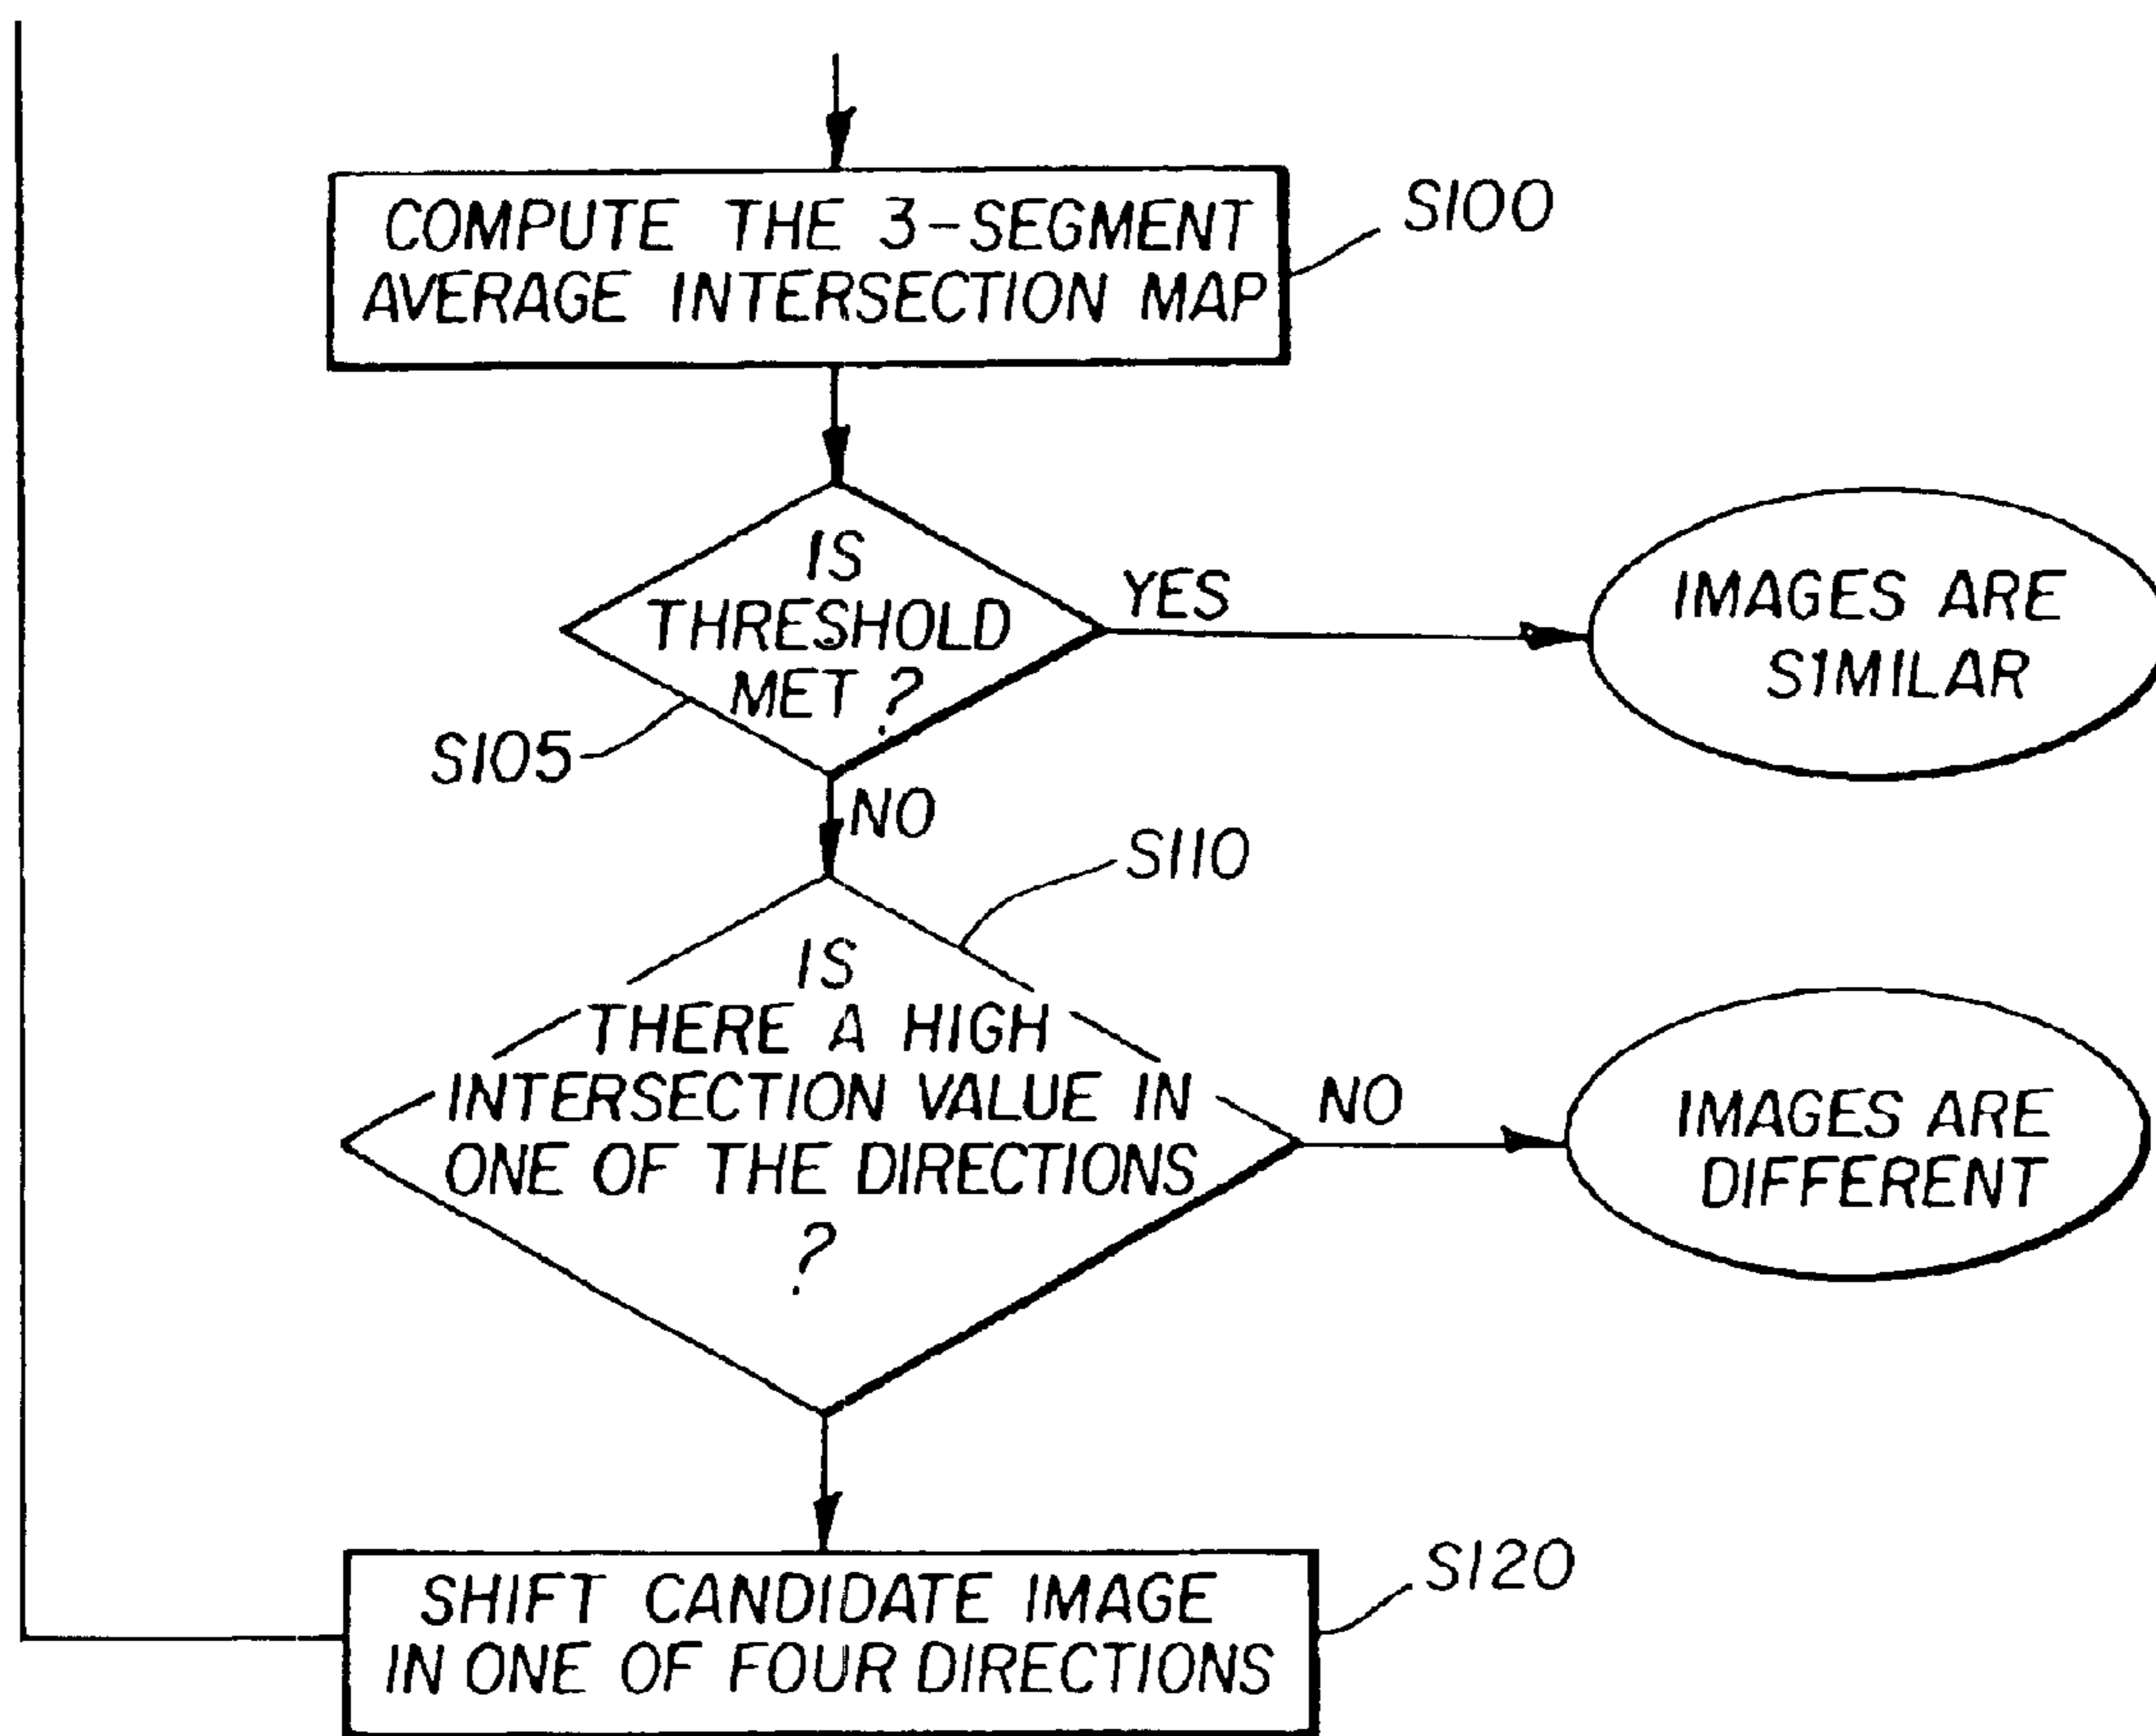 COMPUTE THE 3-SEGMENT
AVERAGE INTERSECTION MAP
S100
IS
THRESHOLD
MET ?
YES
IMAGES ARE
SIMILAR
S105
NO
S110
IS
THERE A HIGH
INTERSECTION VALUE IN
ONE OF THE DIRECTIONS
?
NO
IMAGES ARE
DIFFERENT
SHIFT CANDIDATE IMAGE
IN ONE OF FOUR DIRECTIONS
S120